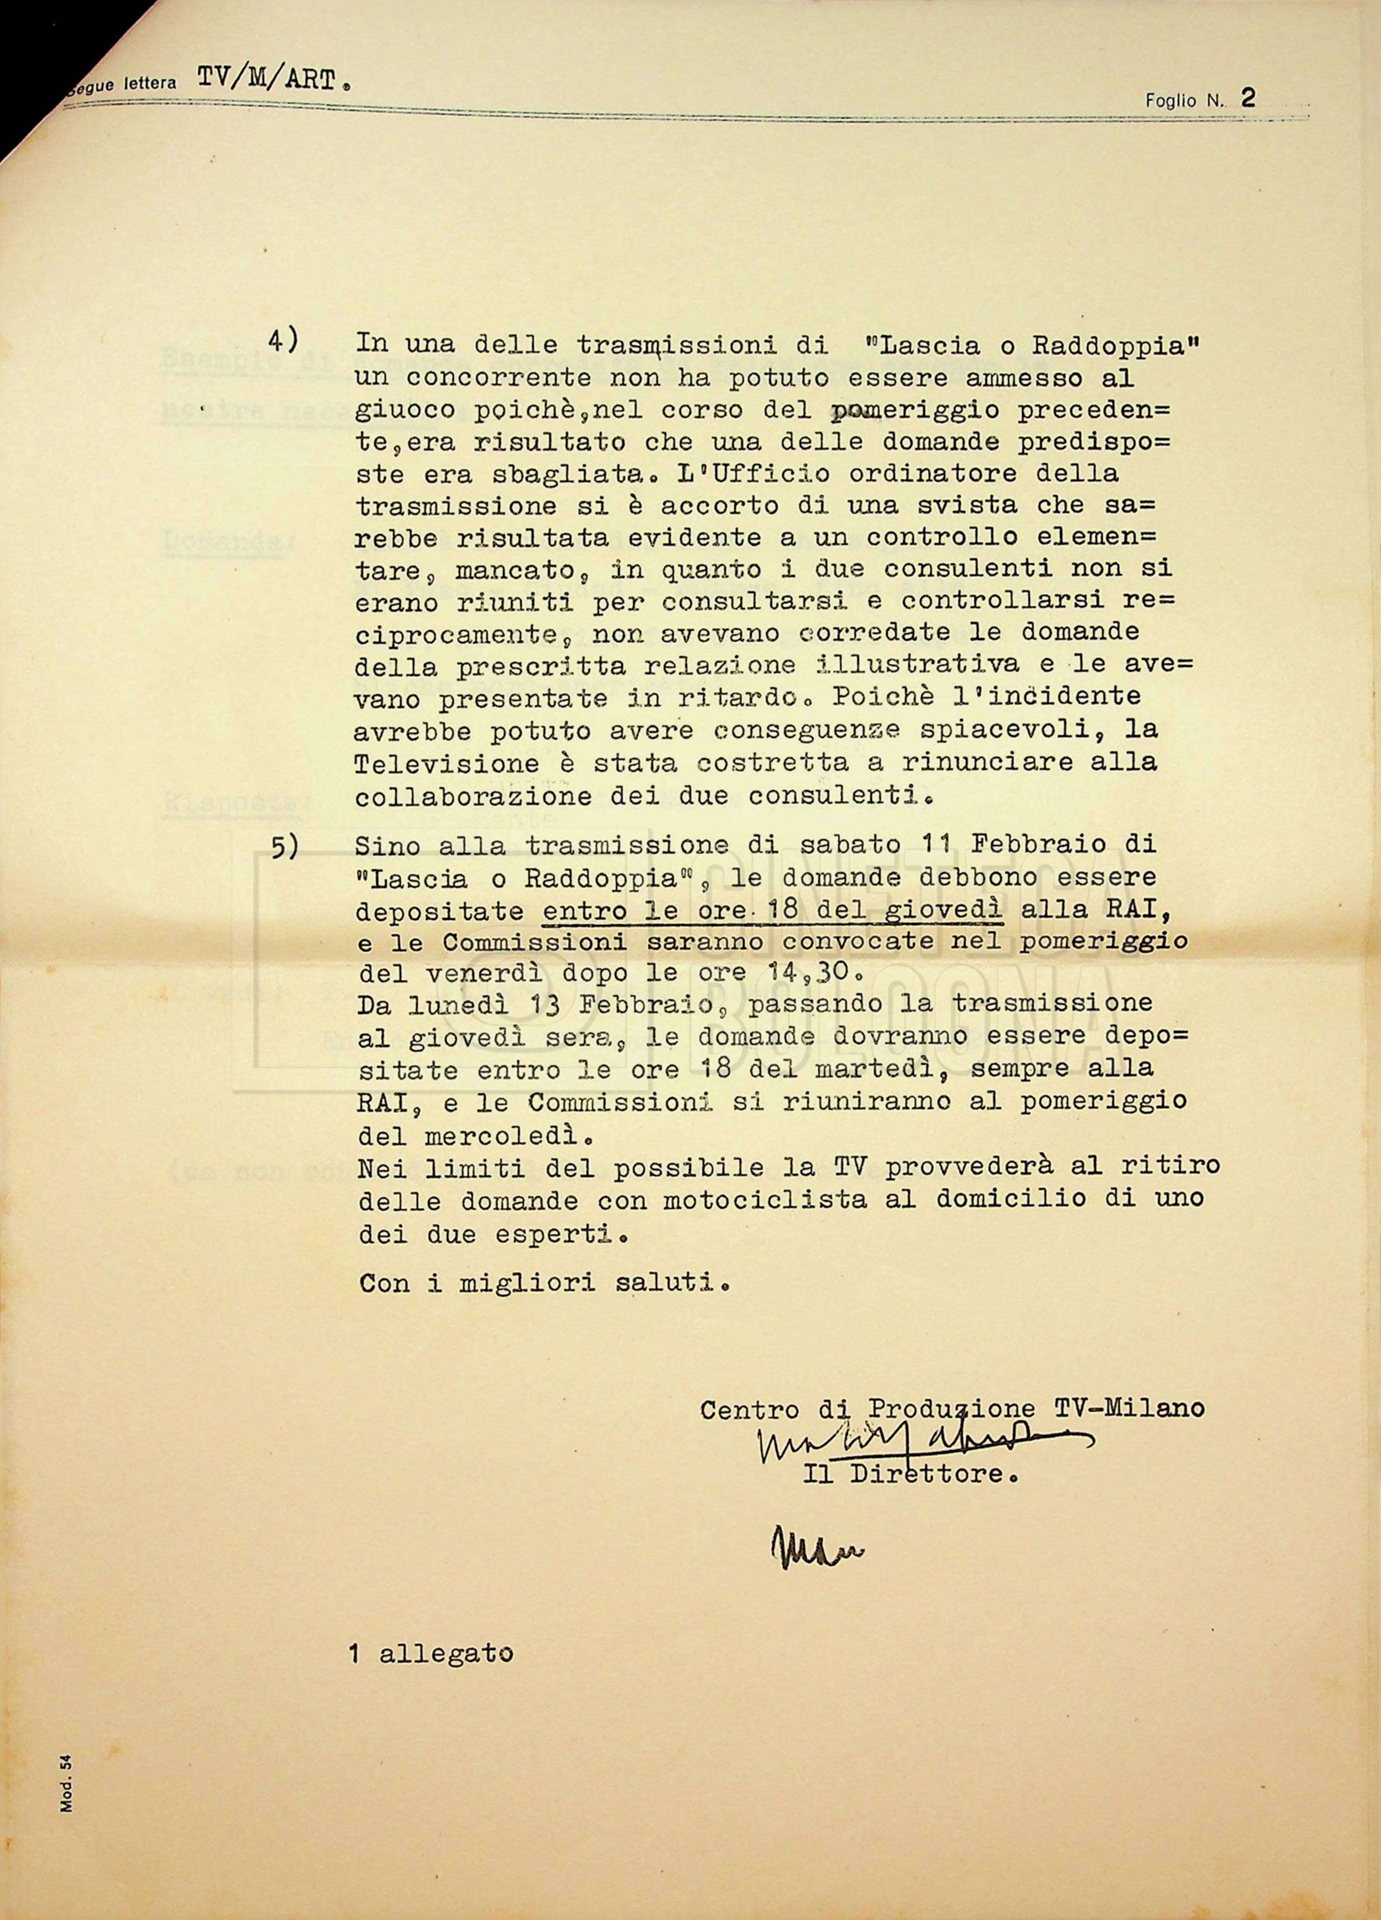 Segue lettera TV/M/ART.
Foglio N. 2
4) In una delle trasmissioni di "Lascia o Raddoppia"
un concorrente non ha potuto essere ammesso al
giuoco poichè,nel corso del pomeriggio preceden=
te,era risultato che una delle domande predispo=
ste era sbagliata. L'Ufficio ordinatore della
trasmissione si è accorto di una svista che sa=
rebbe risultata evidente a un controllo elemen=
tare, mancato, in quanto i due consulenti non si
erano riuniti per consultarsi e controllarsi re=
ciprocamente, non avevano corredate le domande
della prescritta relazione illustrativa e le ave=
vano presentate in ritardo. Poichè l'incidente
avrebbe potuto avere conseguenze spiacevoli, la
Televisione è stata costretta a rinunciare alla
collaborazione dei due consulenti.
5) Sino alla trasmissione di sabato 11 Febbraio di
"Lascia o Raddoppia", le domande debbono essere
depositate entro le ore 18 del giovedì alla RAI,
e le Commissioni saranno convocate nel pomeriggio
del venerdì dopo le ore 14,30.
Da lunedì 13 Febbraio, passando la trasmissione
al giovedì sera, le domande dovranno essere depo=
sitate entro le ore 18 del martedì, sempre alla
RAI, e le Commissioni si riuniranno al pomeriggio
del mercoledì.
Nei limiti del possibile la TV provvederà al ritiro
delle domande con motociclista al domicilio di uno
dei due esperti.
Con i migliori saluti.
Centro di Produzione TV-Milano
Il Direttore.
1 allegato
Mod. 54
CINETECA
BOLOGNA